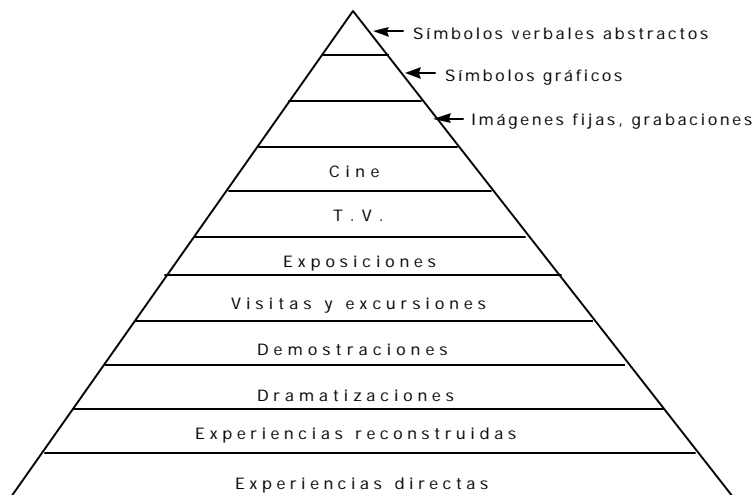 Símbolos verbales abstractos
Símbolos gráficos
Imágenes fijas, grabaciones
Cine
T.V.
Exposiciones
Visitas y excursiones
Demostraciones
Dramatizaciones
Experiencias reconstruidas
Experiencias directas